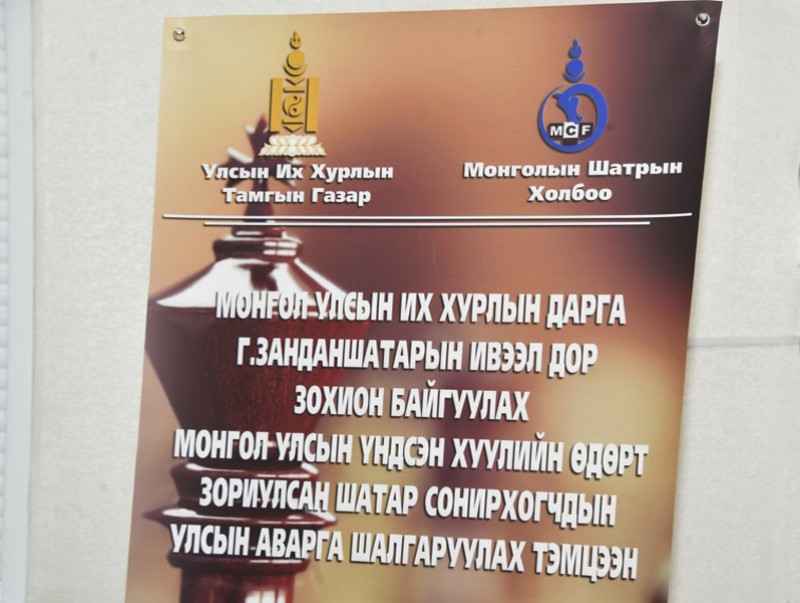 MCF
Улсын Их Хурлын
Тамгын Газар
Монголын Шатрын
Холбоо
МОНГОЛ УЛСЫН ИХ ХУРЛЫН ДАРГА
Г.ЗАНДАНШАТАРЫН ИВЭЭЛ ДОР
ЗОХИОН БАЙГУУЛАХ
МОНГОЛ УЛСЫН ҮНДСЭН ХУУЛИЙН ӨДӨРТ
ЗОРИУЛСАН ШАТАР СОНИРХОГЧДЫН
УЛСЫН АВАРГА ШАЛГАРУУЛАХ ТЭМЦЭЭН